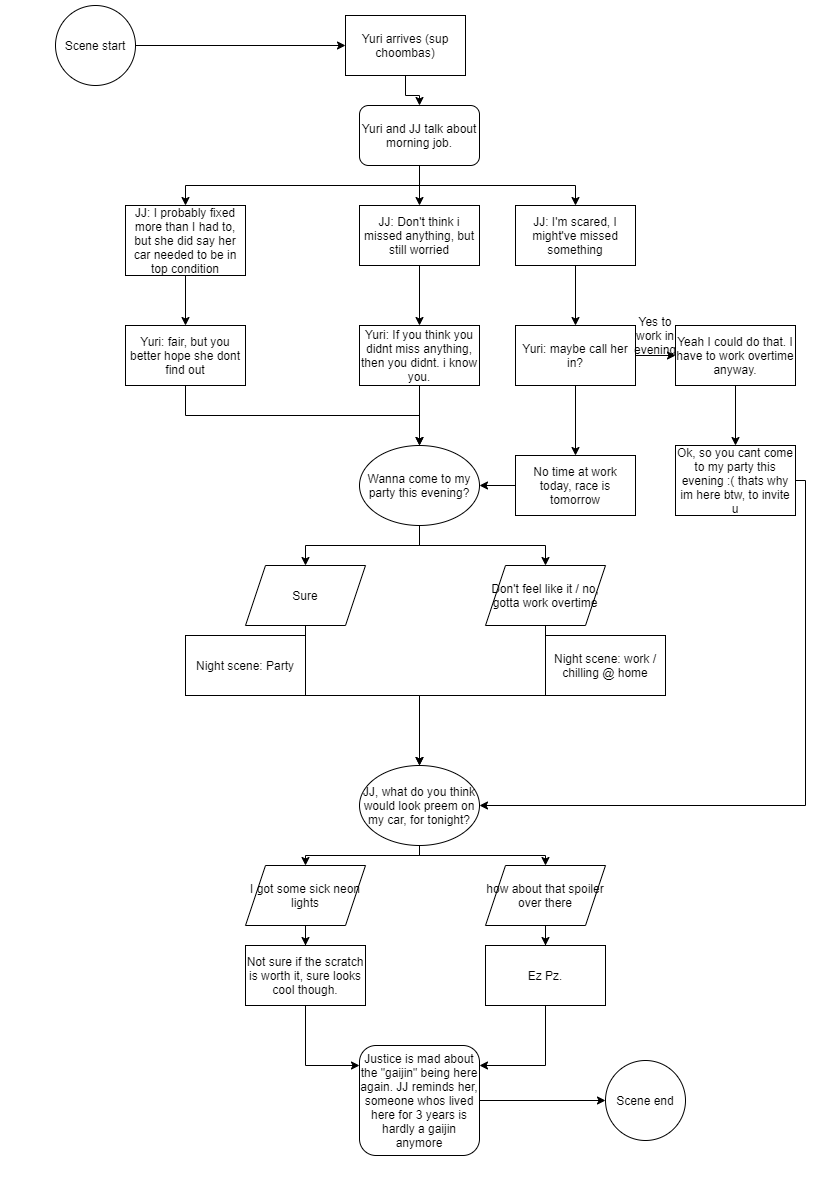 Scene start
Yuri arrives (sup
choombas)
Yuri and JJ talk about
morning job.
JJ: I probably fixed
more than I had to,
but she did say her
car needed to be in
top condition
JJ: Don't think i
missed anything, but
still worried
JJ: I'm scared, I
might've missed
something
Yuri: fair, but you
better hope she dont
find out
Yuri: If you think you
didnt miss anything,
then you didnt. i know
you.
Yuri: maybe call her
in?
Yes to
work in
evening
Yeah I could do that. I
have to work overtime
anyway.
Wanna come to my
party this evening?
No time at work
today, race is
tomorrow
Ok, so you cant come
to my party this
evening :( thats why
im here btw, to invite
u
Sure
Don't feel like it / no,
gotta work overtime
Night scene: Party
Night scene: work /
chilling @ home
JJ, what do you think
would look preem on
my car, for tonight?
I got some sick neon
lights
how about that spoiler
over there
Not sure if the scratch
is worth it, sure looks
cool though.
Ez Pz.
Justice is mad about
the "gaijin" being here
again. JJ reminds her,
someone whos lived
here for 3 years is
hardly a gaijin
anymore
Scene end